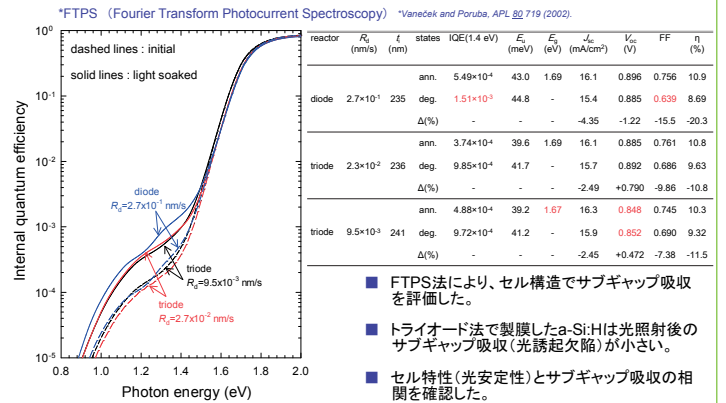 *FTPS （Fourier Transform Photocurrent Spectroscopy） *Vaneček and Poruba, APL 80 719 (2002).
dashed lines : initial
solid lines : light soaked
Internal quantum efficiency
10⁰
10⁻¹
10⁻²
10⁻³
10⁻⁴
10⁻⁵
diode
Rd=2.7x10⁻¹ nm/s
triode
Rd=9.5x10⁻³ nm/s
triode
Rd=2.7x10⁻² nm/s
0.8 1.0 1.2 1.4 1.6 1.8 2.0
Photon energy (eV)
reactor Rd (nm/s) ti (nm) states IQE(1.4 eV) Eu (meV) Eg (eV) Jsc (mA/cm²) Voc (V) FF η (%)
ann. 5.49×10⁻⁴ 43.0 1.69 16.1 0.896 0.756 10.9
diode 2.7×10⁻¹ 235 deg. 1.51×10⁻³ 44.8 - 15.4 0.885 0.639 8.69
Δ(%) - - - -4.35 -1.22 -15.5 -20.3
ann. 3.74×10⁻⁴ 39.6 1.69 16.1 0.885 0.761 10.8
triode 2.3×10⁻² 236 deg. 9.85×10⁻⁴ 41.7 - 15.7 0.892 0.686 9.63
Δ(%) - - - -2.49 +0.790 -9.86 -10.8
ann. 4.88×10⁻⁴ 39.2 1.67 16.3 0.848 0.745 10.3
triode 9.5×10⁻³ 241 deg. 9.72×10⁻⁴ 41.2 - 15.9 0.852 0.690 9.32
Δ(%) - - - -2.45 +0.472 -7.38 -11.5
■ FTPS法により、セル構造でサブギャップ吸収
を評価した。
■ トライオード法で製膜したa-Si:Hは光照射後の
サブギャップ吸収（光誘起欠陥）が小さい。
■ セル特性（光安定性）とサブギャップ吸収の相
関を確認した。